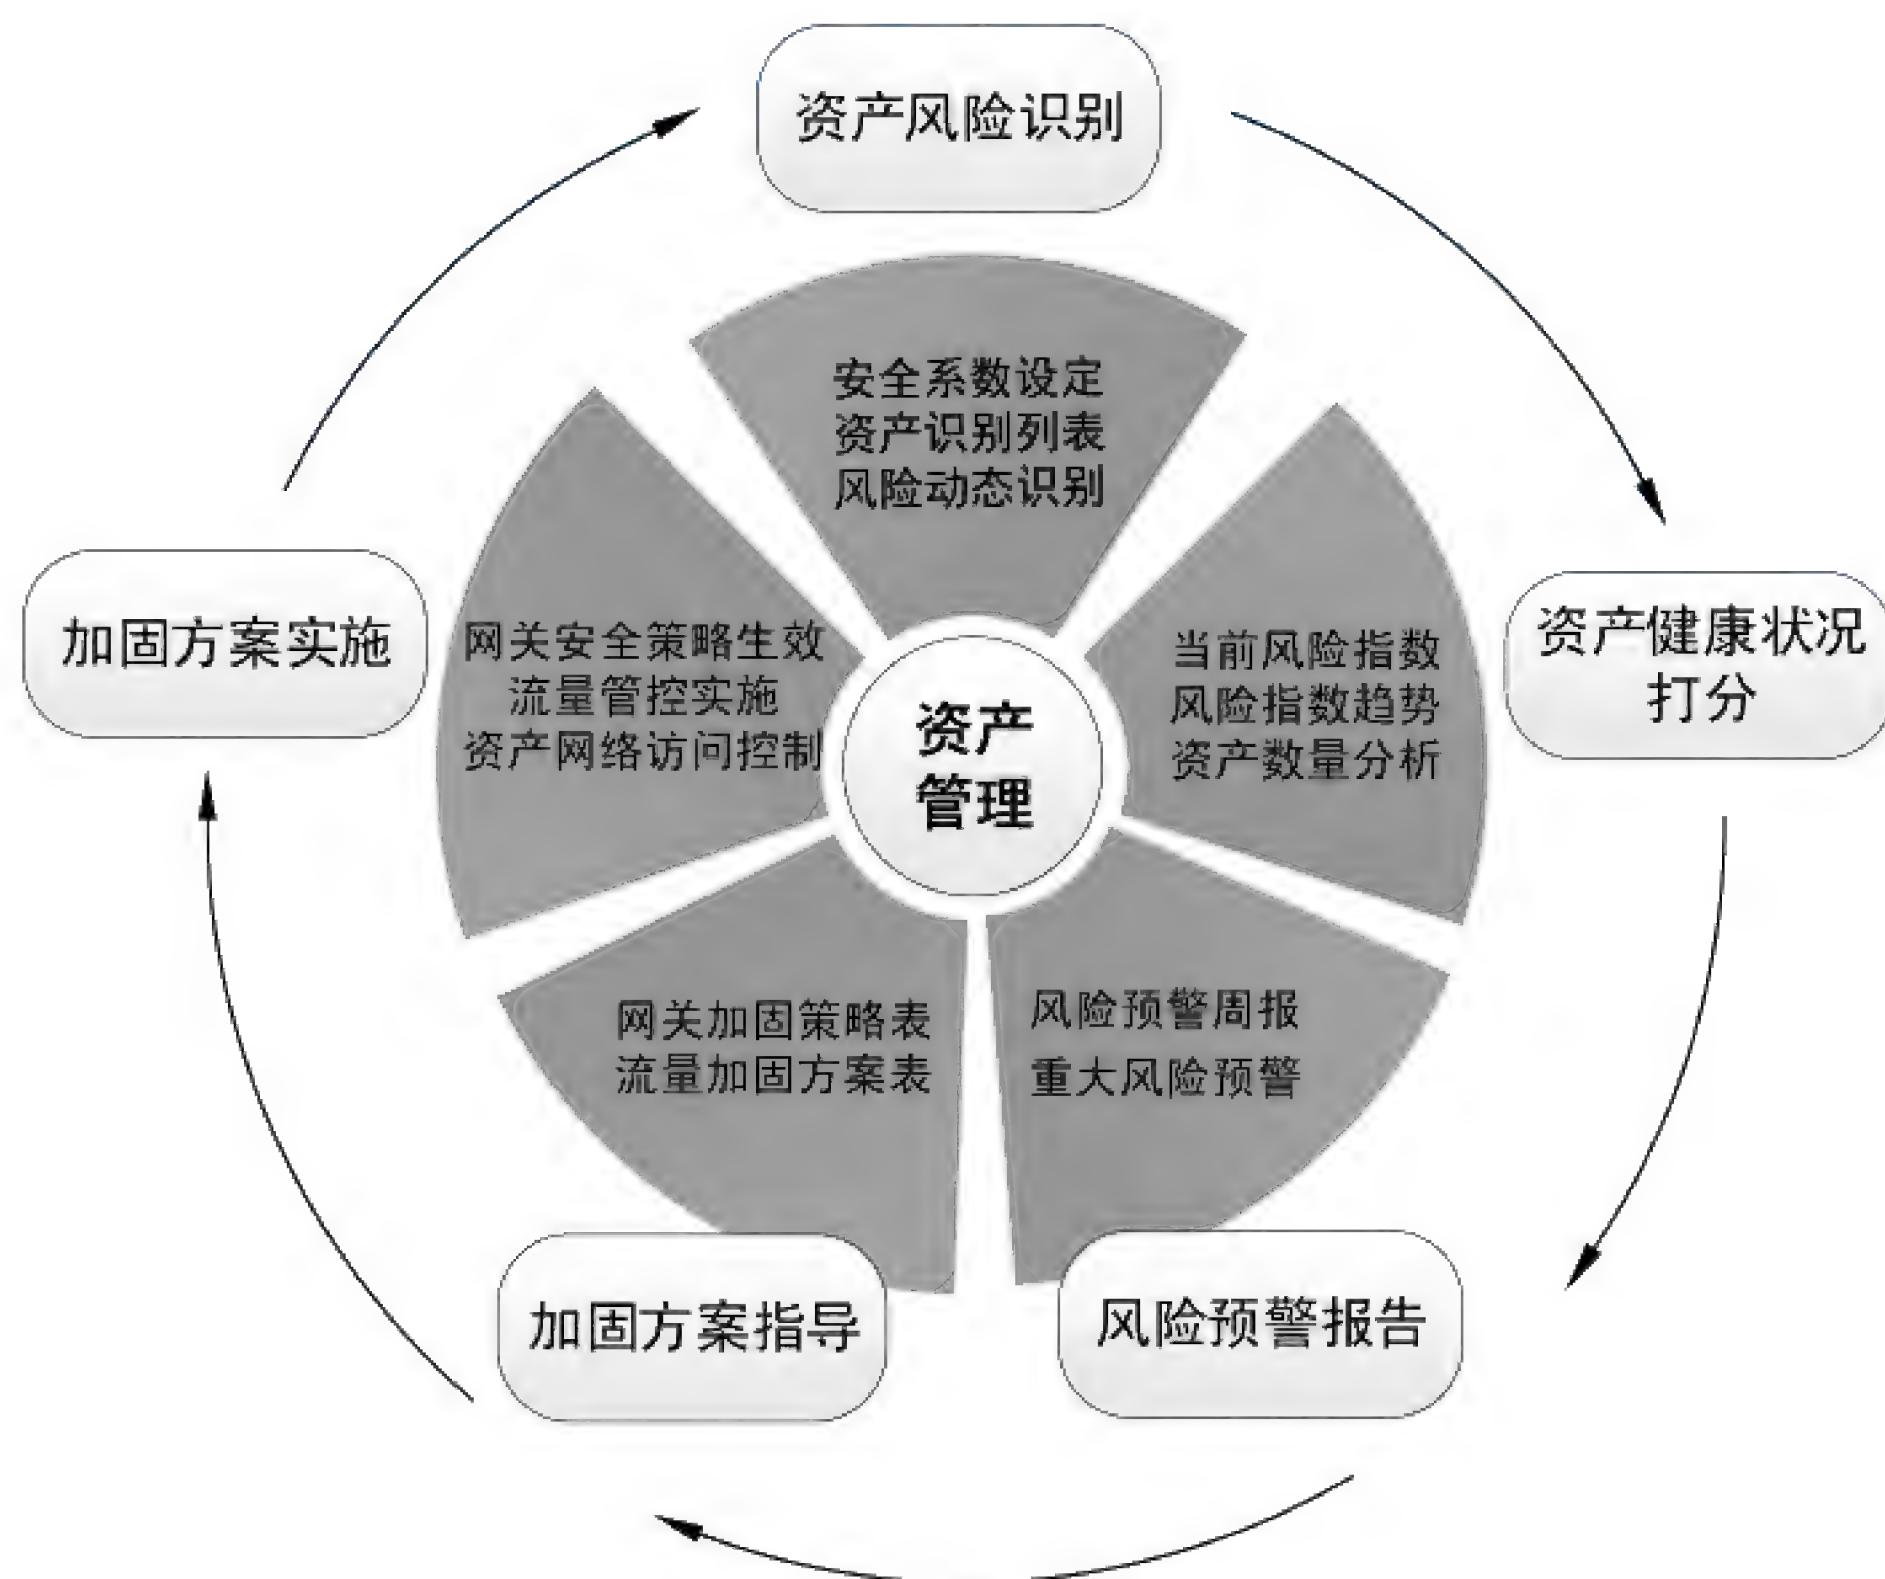 资产风险识别
安全系数设定
资产识别列表
风险动态识别
资产健康状况
打分
当前风险指数
风险指数趋势
资产数量分析
风险预警周报
重大风险预警
风险预警报告
网关加固策略表
流量加固方案表
加固方案指导
加固方案实施
网关安全策略生效
流量管控实施
资产网络访问控制
资产
管理